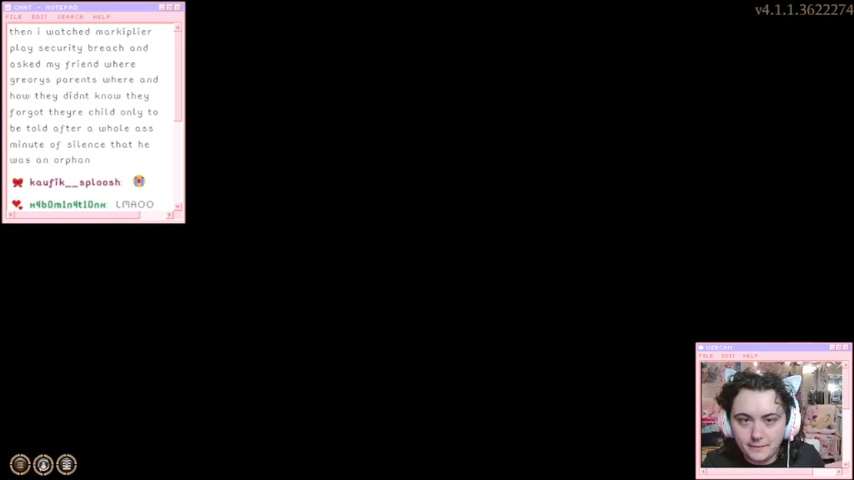 CHAT - NOTEPAD
v4.1.1.3622274
FILE EDIT SEARCH HELP
then i watched markiplier
play security breach and
asked my friend where
greorys parents where and
how they didnt know they
forgot theyre child only to
be told after a whole ass
minute of silence that he
was an orphan
kaufik__sploosh:
x4b0m1n4t10nx: LMAOO
WEBCAM
FILE EDIT HELP